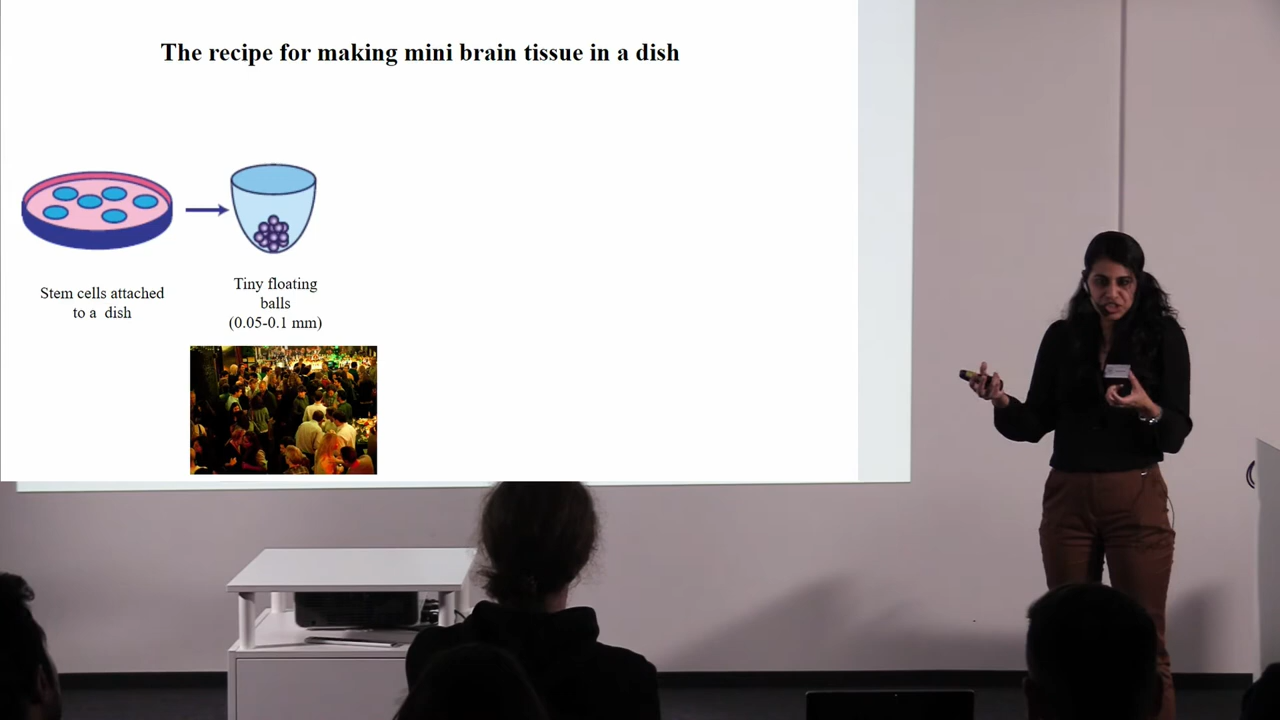 The recipe for making mini brain tissue in a dish
Stem cells attached
to a  dish
Tiny floating
balls
(0.05-0.1 mm)